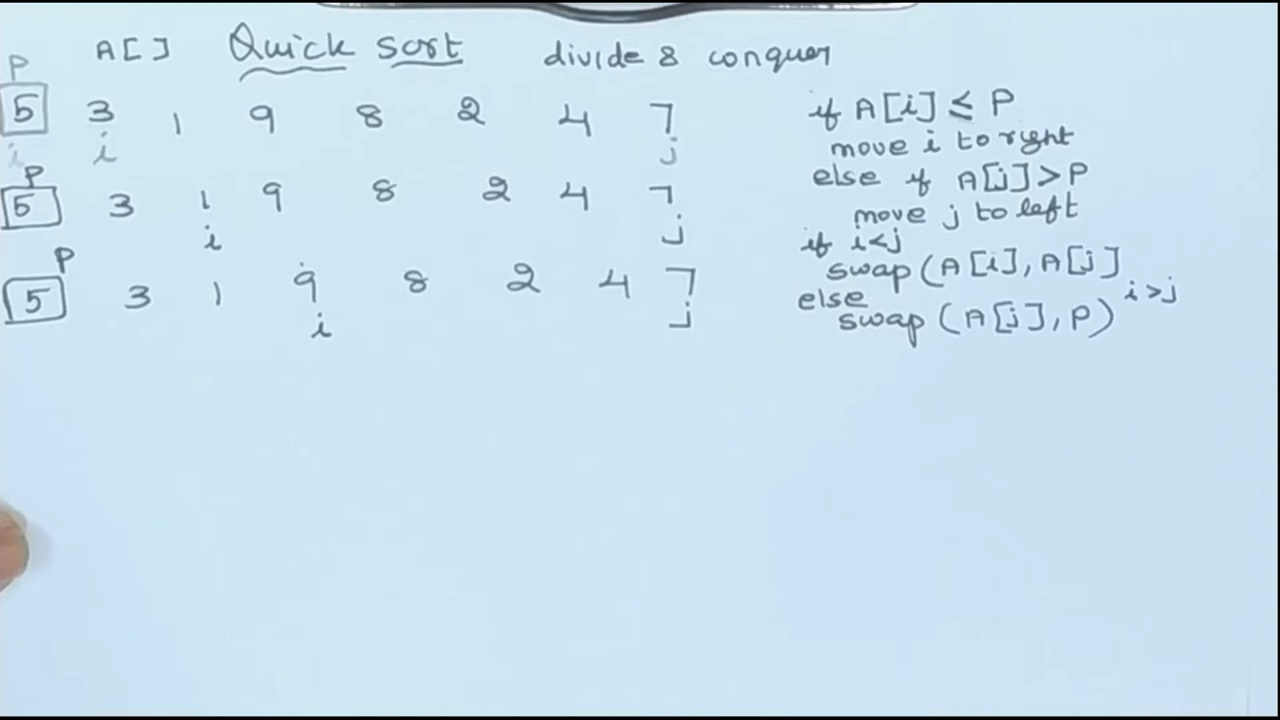 A[] Quick sort divide & conquer
P
5 3 1 9 8 2 4 7
i i j
P
5 3 1 9 8 2 4 7
i j
P
5 3 1 9 8 2 4 7
i j
if A[i] ≤ P
move i to right
else if A[j] > P
move j to left
if i<j
swap (A[i], A[j]
else i>j
swap (A[j], P)